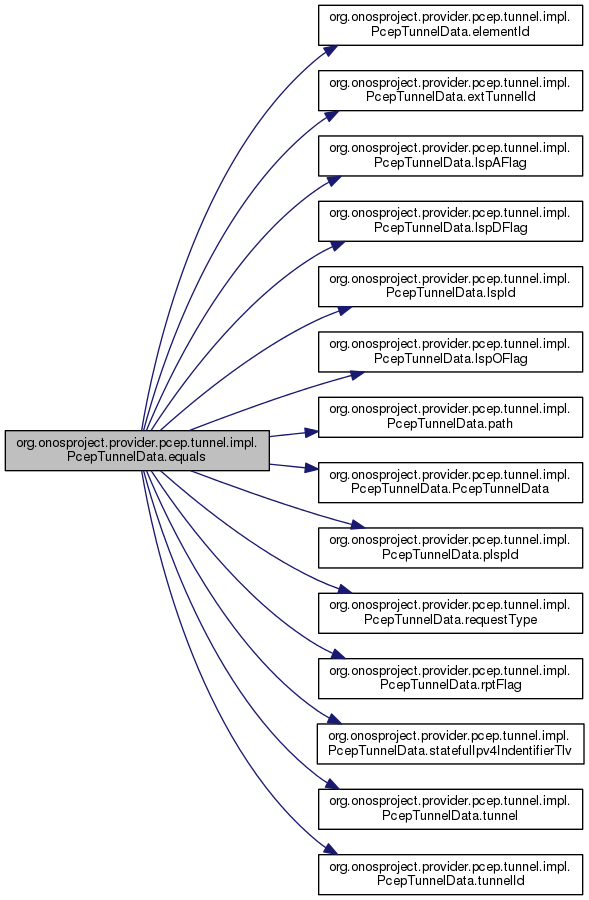 org.onosproject.provider.pcep.tunnel.impl.
PcepTunnelData.elementId
org.onosproject.provider.pcep.tunnel.impl.
PcepTunnelData.extTunnelId
org.onosproject.provider.pcep.tunnel.impl.
PcepTunnelData.lspAFlag
org.onosproject.provider.pcep.tunnel.impl.
PcepTunnelData.lspDFlag
org.onosproject.provider.pcep.tunnel.impl.
PcepTunnelData.lspId
org.onosproject.provider.pcep.tunnel.impl.
PcepTunnelData.lspOFlag
org.onosproject.provider.pcep.tunnel.impl.
PcepTunnelData.path
org.onosproject.provider.pcep.tunnel.impl.
PcepTunnelData.equals
org.onosproject.provider.pcep.tunnel.impl.
PcepTunnelData.PcepTunnelData
org.onosproject.provider.pcep.tunnel.impl.
PcepTunnelData.plspId
org.onosproject.provider.pcep.tunnel.impl.
PcepTunnelData.requestType
org.onosproject.provider.pcep.tunnel.impl.
PcepTunnelData.rptFlag
org.onosproject.provider.pcep.tunnel.impl.
PcepTunnelData.statefulIpv4IndentifierTlv
org.onosproject.provider.pcep.tunnel.impl.
PcepTunnelData.tunnel
org.onosproject.provider.pcep.tunnel.impl.
PcepTunnelData.tunnelId